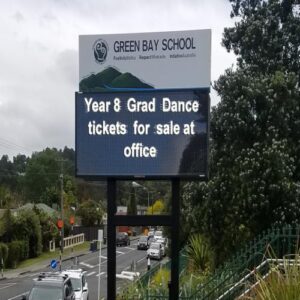 GREEN BAY SCHOOL
Year 8 Grad Dance
tickets for sale at
office